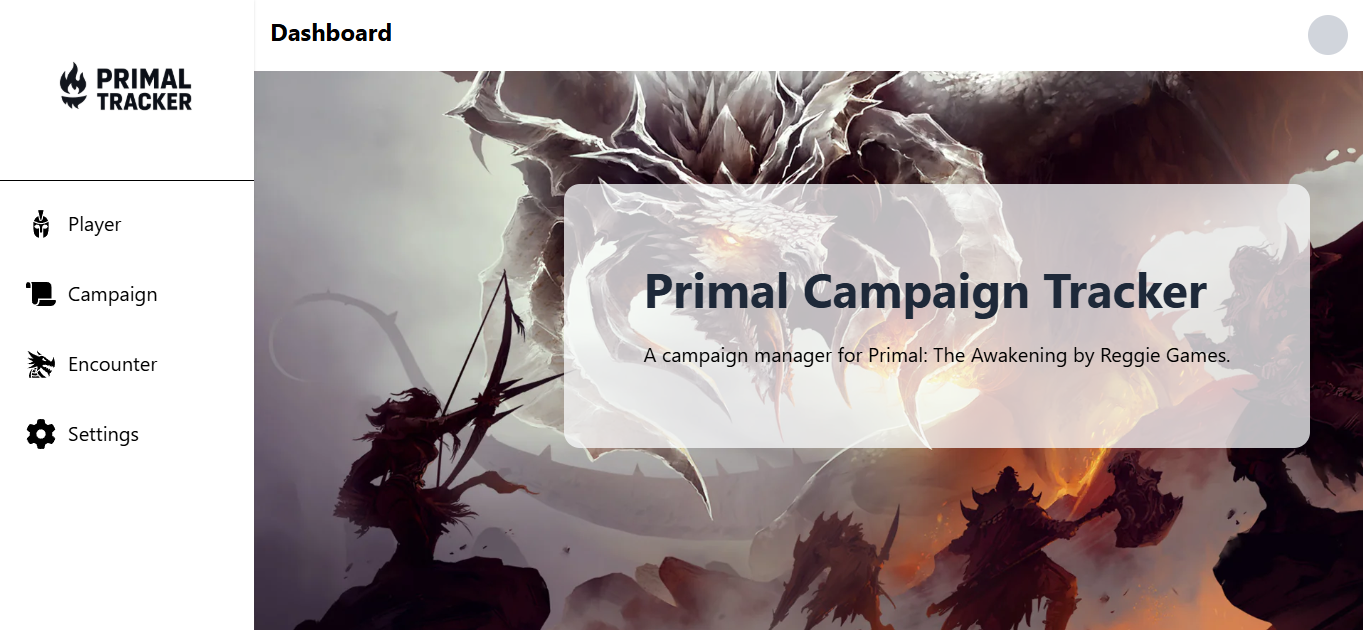 PRIMAL
TRACKER
Dashboard
Player
Campaign
Encounter
Settings
Primal Campaign Tracker
A campaign manager for Primal: The Awakening by Reggie Games.